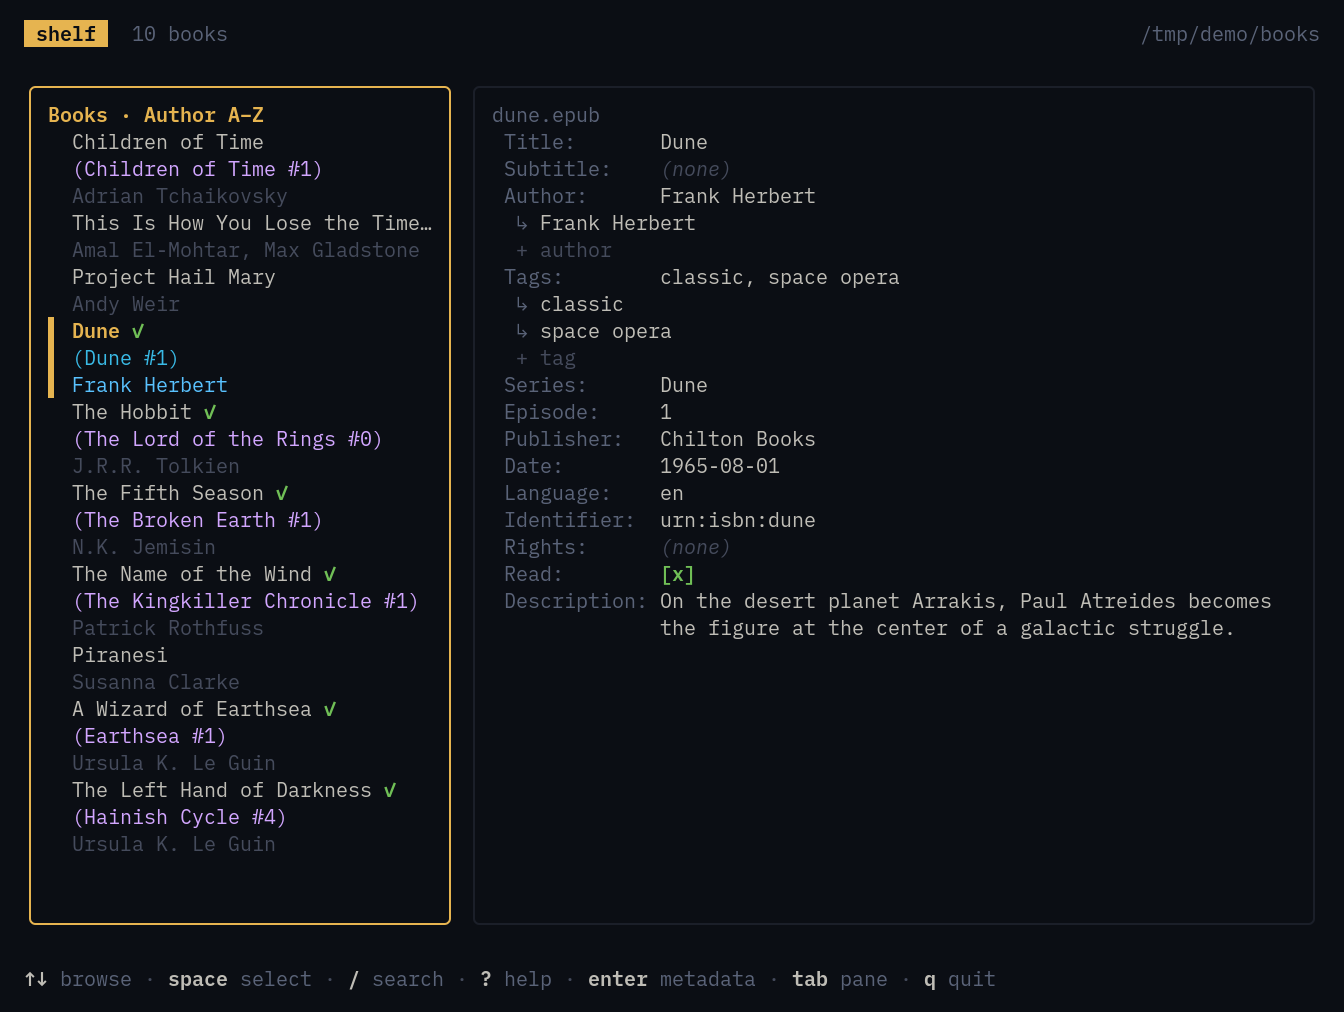 shelf 10 books /tmp/demo/books
Books · Author A–Z
Children of Time
(Children of Time #1)
Adrian Tchaikovsky
This Is How You Lose the Time…
Amal El-Mohtar, Max Gladstone
Project Hail Mary
Andy Weir
Dune ✓
(Dune #1)
Frank Herbert
The Hobbit ✓
(The Lord of the Rings #0)
J.R.R. Tolkien
The Fifth Season ✓
(The Broken Earth #1)
N.K. Jemisin
The Name of the Wind ✓
(The Kingkiller Chronicle #1)
Patrick Rothfuss
Piranesi
Susanna Clarke
A Wizard of Earthsea ✓
(Earthsea #1)
Ursula K. Le Guin
The Left Hand of Darkness ✓
(Hainish Cycle #4)
Ursula K. Le Guin
dune.epub
Title: Dune
Subtitle: (none)
Author: Frank Herbert
↳ Frank Herbert
+ author
Tags: classic, space opera
↳ classic
↳ space opera
+ tag
Series: Dune
Episode: 1
Publisher: Chilton Books
Date: 1965-08-01
Language: en
Identifier: urn:isbn:dune
Rights: (none)
Read: [x]
Description: On the desert planet Arrakis, Paul Atreides becomes
the figure at the center of a galactic struggle.
↑↓ browse · space select · / search · ? help · enter metadata · tab pane · q quit